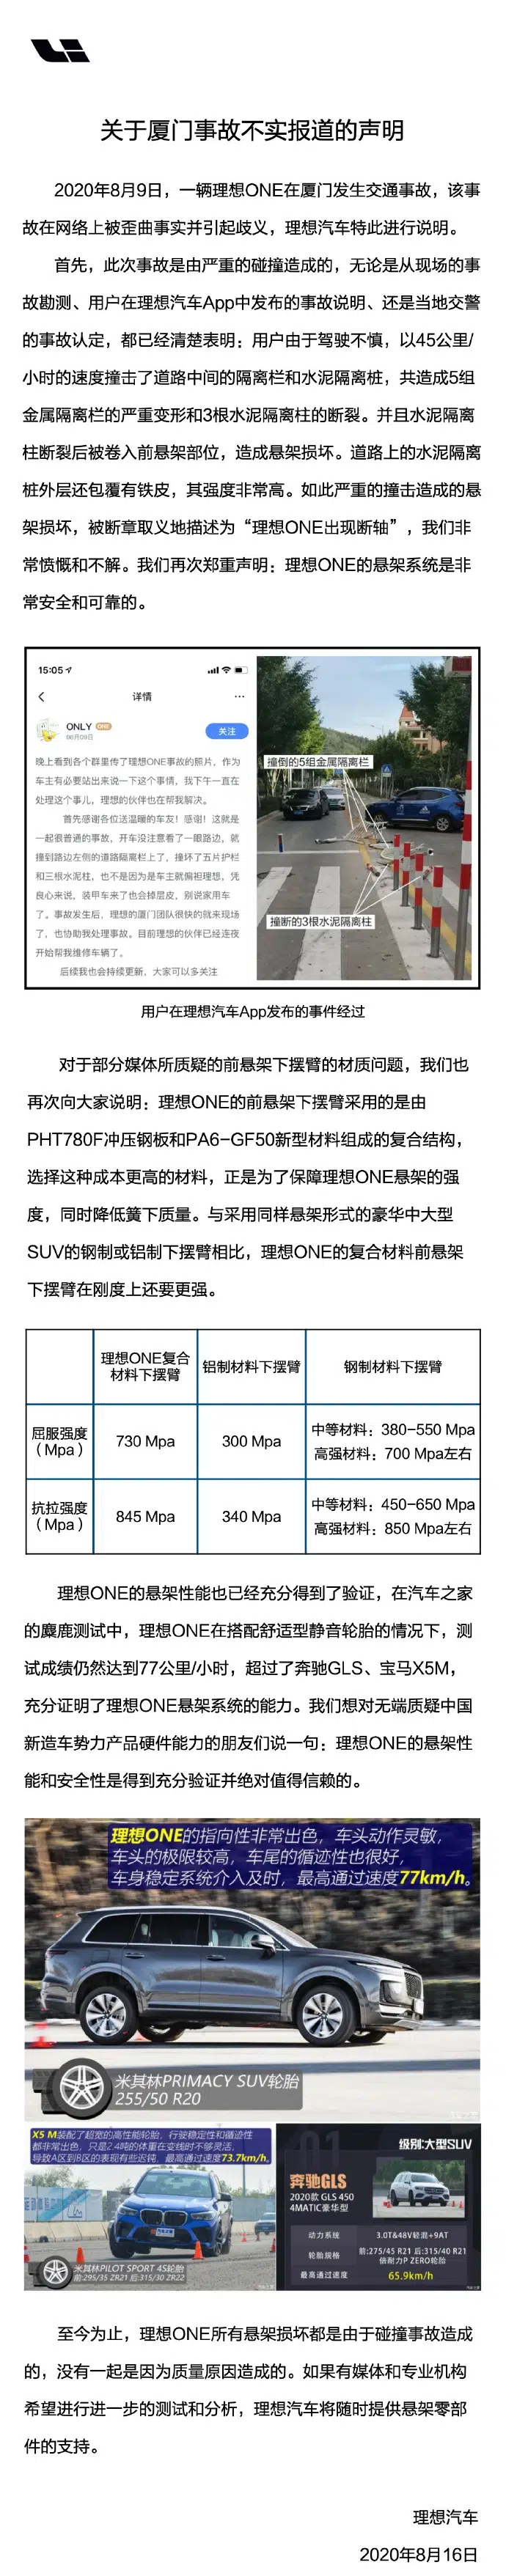 关于厦门事故不实报道的声明
2020年8月9日，一辆理想ONE在厦门发生交通事故，该事
故在网络上被歪曲事实并引起歧义，理想汽车特此进行说明。
首先，此次事故是由严重的碰撞造成的，无论是从现场的事
故勘测、用户在理想汽车App中发布的事故说明、还是当地交警
的事故认定，都已经清楚表明：用户由于驾驶不慎，以45公里/
小时的速度撞击了道路中间的隔离栏和水泥隔离桩，共造成5组
金属隔离栏的严重变形和3根水泥隔离柱的断裂。并且水泥隔离
柱断裂后被卷入前悬架部位，造成悬架损坏。道路上的水泥隔离
桩外层还包覆有铁皮，其强度非常高。如此严重的撞击造成的悬
架损坏，被断章取义地描述为“理想ONE出现断轴”，我们非
常愤慨和不解。我们再次郑重声明：理想ONE的悬架系统是非
常安全和可靠的。
15:05
详情
ONLY ONE
08月09日
关注
晚上看到各个群里传了理想ONE事故的照片，作为
车主有必要站出来说一下这个事情，我下午一直在
处理这个事儿，理想的伙伴也在帮我解决。
首先感谢各位送温暖的车友！感谢！这就是
一起很普通的事故，开车没注意看了一眼路边，就
撞到路边左侧的道路隔离栏上了，撞坏了五片护栏
和三根水泥柱，也不是因为是车主就偏袒理想，凭
良心来说，装甲车来了也会掉层皮，别说家用车
了。事故发生后，理想的厦门团队很快的就来现场
了，也协助我处理事故。目前理想的伙伴已经连夜
开始帮我维修车辆了。
后续我也会持续更新，大家可以多关注
撞倒的5组金属隔离栏
撞断的3根水泥隔离柱
用户在理想汽车App发布的事件经过
对于部分媒体所质疑的前悬架下摆臂的材质问题，我们也
再次向大家说明：理想ONE的前悬架下摆臂采用的是由
PHT780F冲压钢板和PA6-GF50新型材料组成的复合结构，
选择这种成本更高的材料，正是为了保障理想ONE悬架的强
度，同时降低簧下质量。与采用同样悬架形式的豪华中大型
SUV的钢制或铝制下摆臂相比，理想ONE的复合材料前悬架
下摆臂在刚度上还要更强。
理想ONE复合
材料下摆臂
铝制材料下摆臂
钢制材料下摆臂
屈服强度
（Mpa）
730 Mpa
300 Mpa
中等材料：380-550 Mpa
高强材料：700 Mpa左右
抗拉强度
（Mpa）
845 Mpa
340 Mpa
中等材料：450-650 Mpa
高强材料：850 Mpa左右
理想ONE的悬架性能也已经充分得到了验证，在汽车之家
的麋鹿测试中，理想ONE在搭配舒适型静音轮胎的情况下，测
试成绩仍然达到77公里/小时，超过了奔驰GLS、宝马X5M，
充分证明了理想ONE悬架系统的能力。我们想对无端质疑中国
新造车势力产品硬件能力的朋友们说一句：理想ONE的悬架性
能和安全性是得到充分验证并绝对值得信赖的。
理想ONE的指向性非常出色，车头动作灵敏，
车头的极限较高，车尾的循迹性也很好，
车身稳定系统介入及时，最高通过速度77km/h。
米其林PRIMACY SUV轮胎
255/50 R20
X5 M装配了超宽的高性能轮胎，行驶稳定性和循迹性
都非常出色，只是2.4吨的体重在变线时不够灵活，
导致A区到B区的表现有些迟钝，最高通过速度73.7km/h。
米其林PILOT SPORT 4S轮胎
前:295/35 ZR21 后:315/30 ZR22
01
级别:大型SUV
奔驰GLS
2020款 GLS 450
4MATIC豪华型
动力系统
3.0T&48V轻混+9AT
轮胎规格
前:275/45 R21 后:315/40 R21
倍耐力P ZERO轮胎
最高通过速度
65.9km/h
至今为止，理想ONE所有悬架损坏都是由于碰撞事故造成
的，没有一起是因为质量原因造成的。如果有媒体和专业机构
希望进行进一步的测试和分析，理想汽车将随时提供悬架零部
件的支持。
理想汽车
2020年8月16日